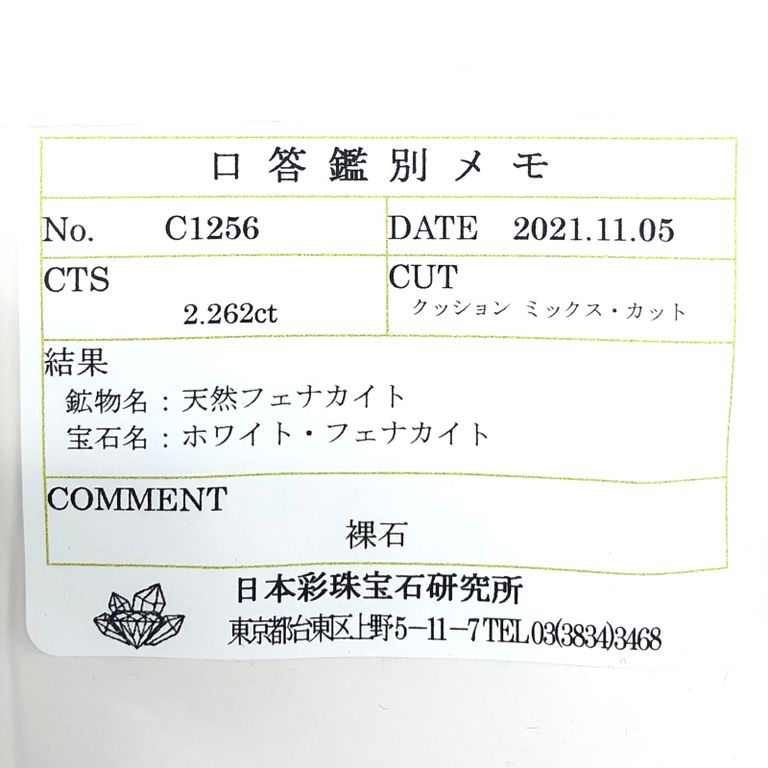 口答鑑別メモ
No. C1256 DATE 2021.11.05
CTS CUT
2.262ct クッション ミックス・カット
結果
鉱物名：天然フェナカイト
宝石名：ホワイト・フェナカイト
COMMENT
裸石
日本彩珠宝石研究所
東京都台東区上野5-11-7 TEL 03(3834)3468